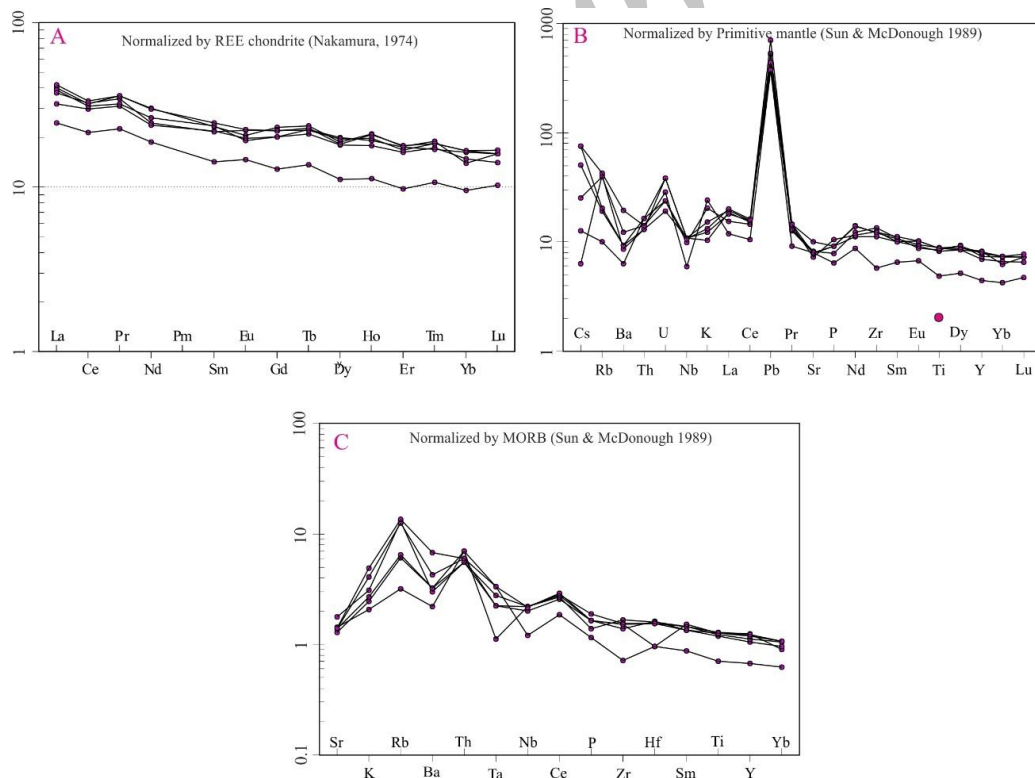 A
Normalized by REE chondrite (Nakamura, 1974)
100
10
1
La Pr Pm Eu Tb Ho Tm Lu
Ce Nd Sm Gd Dy Er Yb
B
Normalized by Primitive mantle (Sun & McDonough 1989)
1000
100
10
1
Cs Ba U K Ce Pr P Zr Eu Dy Yb
Rb Th Nb La Pb Sr Nd Sm Ti Y Lu
C
Normalized by MORB (Sun & McDonough 1989)
100
10
1
0.1
Sr Rb Th Nb P Hf Ti Yb
K Ba Ta Ce Zr Sm Y